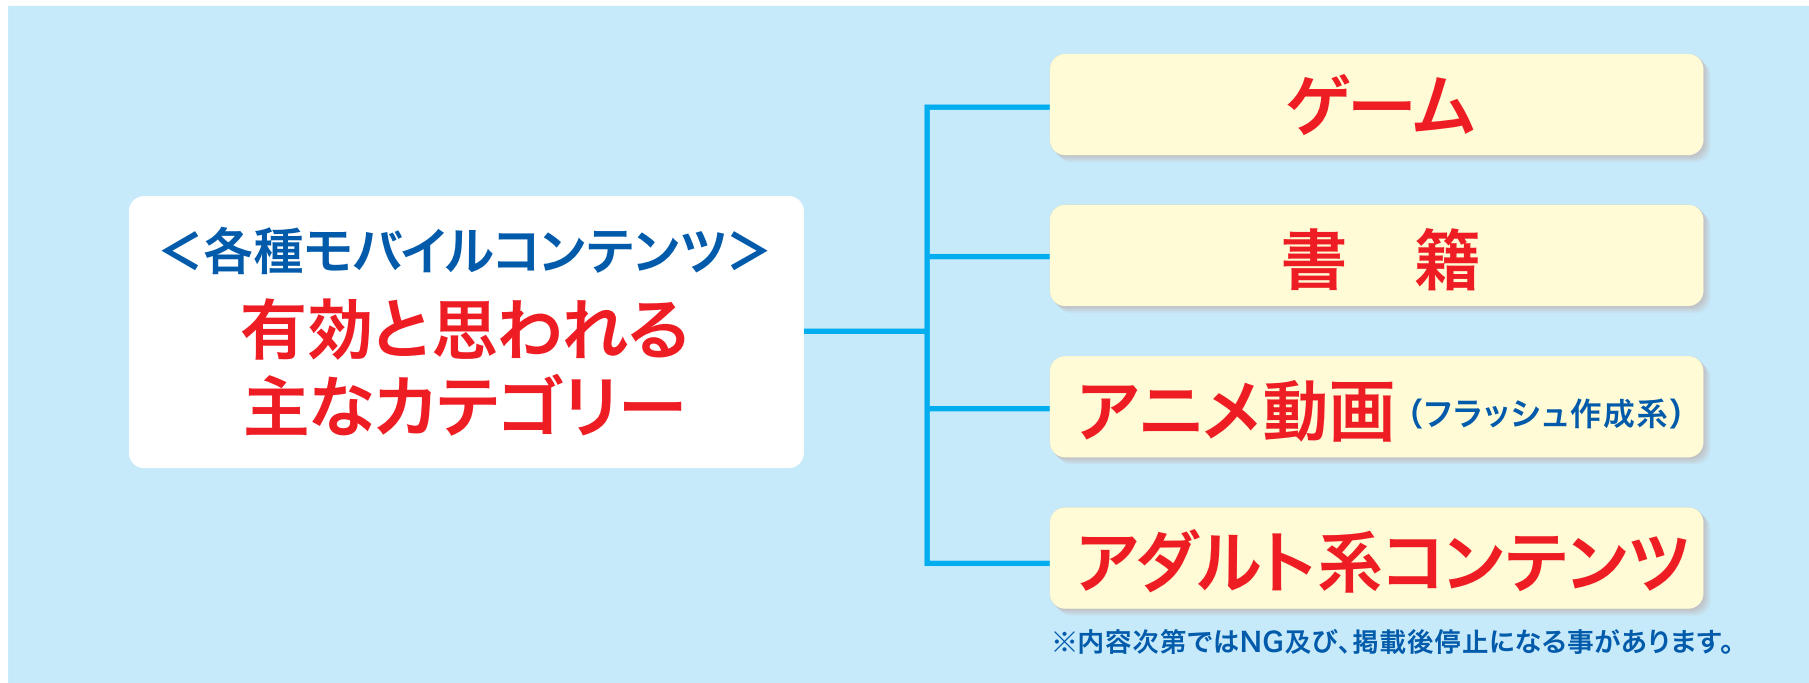 ＜各種モバイルコンテンツ＞
有効と思われる
主なカテゴリー
ゲーム
書　籍
アニメ動画（フラッシュ作成系）
アダルト系コンテンツ
※内容次第ではNG及び、掲載後停止になる事があります。